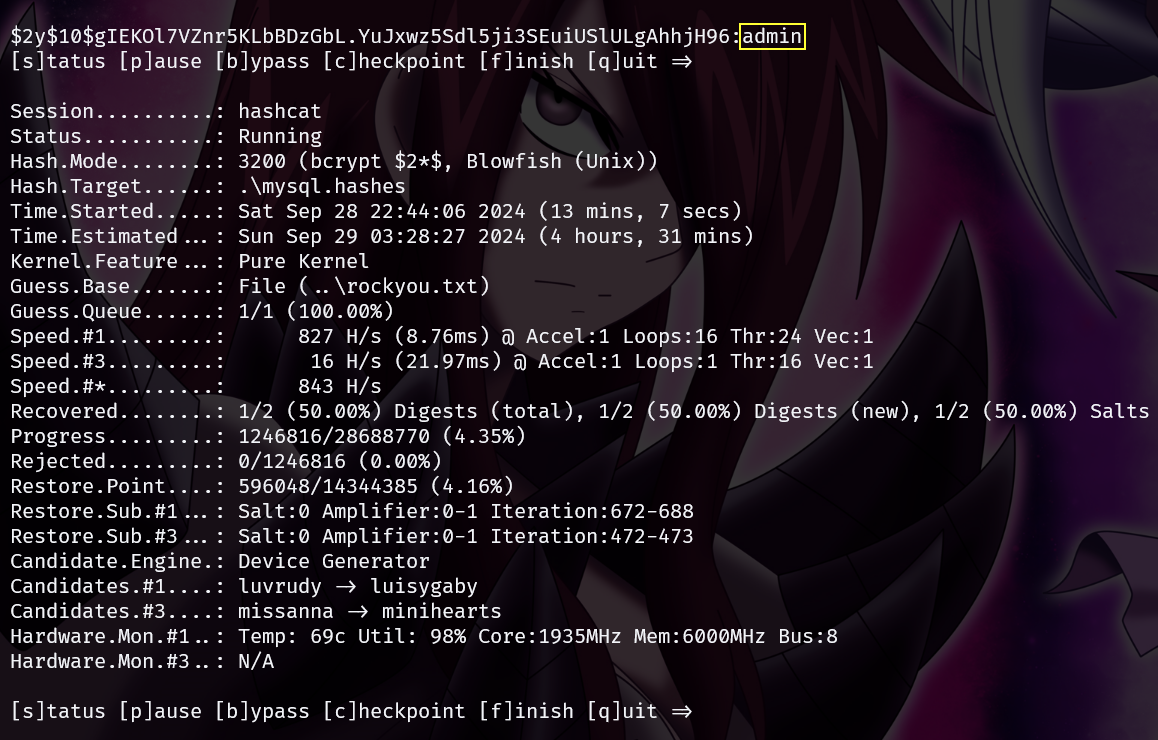 $2y$10$gIEKOl7VZnr5KLbBDzGbL.YuJxwz5Sdl5ji3SEuiUSlULgAhhjH96:admin
[s]tatus [p]ause [b]ypass [c]heckpoint [f]inish [q]uit =>
Session..........: hashcat
Status...........: Running
Hash.Mode........: 3200 (bcrypt $2*$, Blowfish (Unix))
Hash.Target......: .\mysql.hashes
Time.Started.....: Sat Sep 28 22:44:06 2024 (13 mins, 7 secs)
Time.Estimated...: Sun Sep 29 03:28:27 2024 (4 hours, 31 mins)
Kernel.Feature...: Pure Kernel
Guess.Base.......: File (..\rockyou.txt)
Guess.Queue......: 1/1 (100.00%)
Speed.#1.........:      827 H/s (8.76ms) @ Accel:1 Loops:16 Thr:24 Vec:1
Speed.#3.........:       16 H/s (21.97ms) @ Accel:1 Loops:1 Thr:16 Vec:1
Speed.#*.........:      843 H/s
Recovered........: 1/2 (50.00%) Digests (total), 1/2 (50.00%) Digests (new), 1/2 (50.00%) Salts
Progress.........: 1246816/28688770 (4.35%)
Rejected.........: 0/1246816 (0.00%)
Restore.Point....: 596048/14344385 (4.16%)
Restore.Sub.#1...: Salt:0 Amplifier:0-1 Iteration:672-688
Restore.Sub.#3...: Salt:0 Amplifier:0-1 Iteration:472-473
Candidate.Engine.: Device Generator
Candidates.#1....: luvrudy -> luisygaby
Candidates.#3....: missanna -> minihearts
Hardware.Mon.#1..: Temp: 69c Util: 98% Core:1935MHz Mem:6000MHz Bus:8
Hardware.Mon.#3..: N/A
[s]tatus [p]ause [b]ypass [c]heckpoint [f]inish [q]uit =>